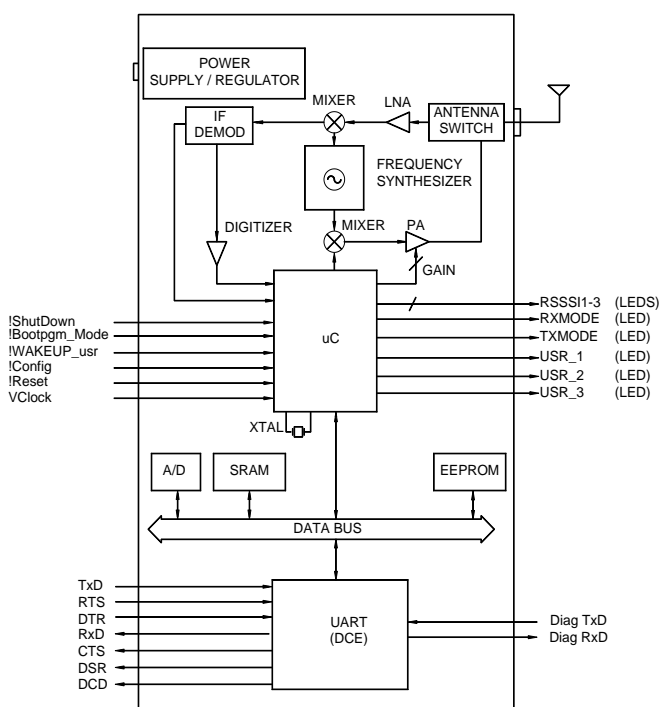 POWER
SUPPLY / REGULATOR
MIXER
LNA
ANTENNA
SWITCH
IF
DEMOD
FREQUENCY
SYNTHESIZER
DIGITIZER
MIXER
PA
GAIN
uC
!ShutDown
!Bootpgm_Mode
!WAKEUP_usr
!Config
!Reset
VClock
RSSSI1-3 (LEDS)
RXMODE (LED)
TXMODE (LED)
USR_1 (LED)
USR_2 (LED)
USR_3 (LED)
XTAL
A/D
SRAM
EEPROM
DATA BUS
TxD
RTS
DTR
RxD
CTS
DSR
DCD
UART
(DCE)
Diag TxD
Diag RxD